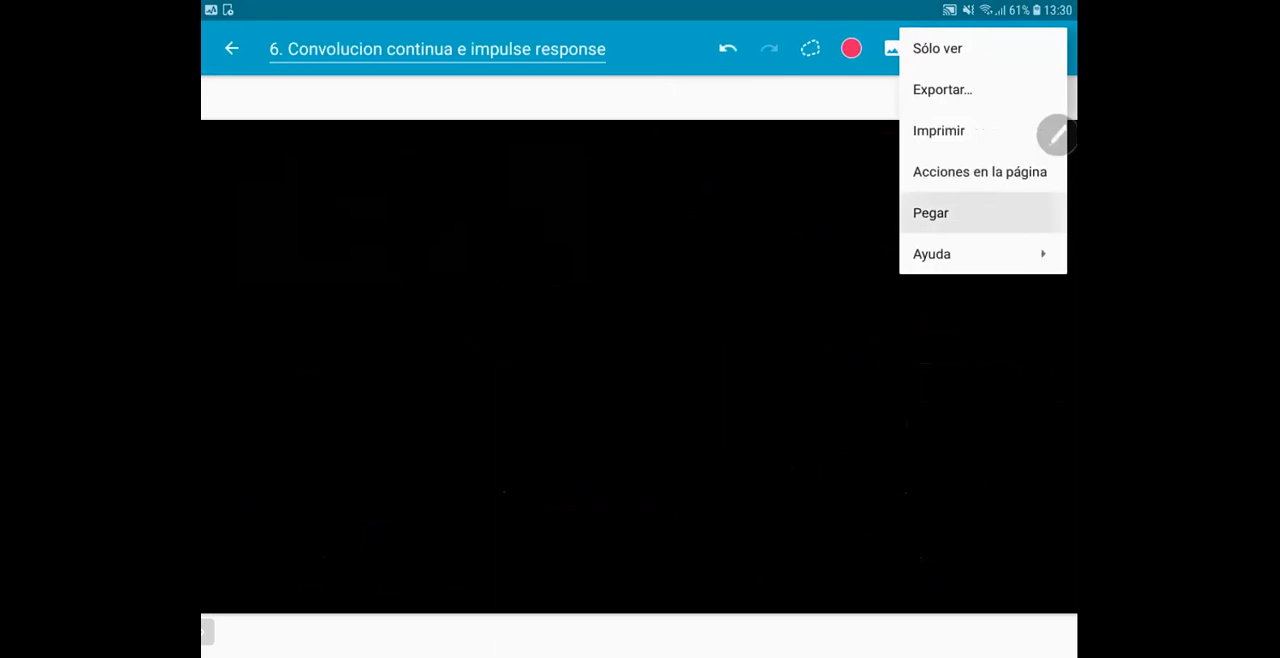 61% 13:30
6. Convolucion continua e impulse response
Sólo ver
Exportar...
Imprimir
Acciones en la página
Pegar
Ayuda